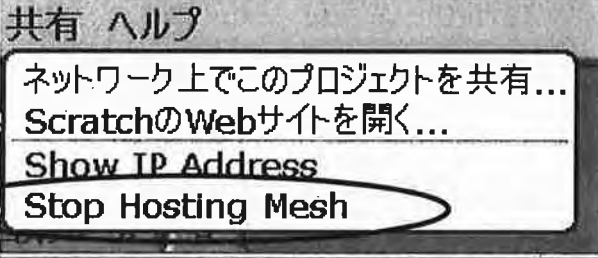 共有 ヘルプ
ネットワーク上でこのプロジェクトを共有...
ScratchのWebサイトを開く...
Show IP Address
Stop Hosting Mesh